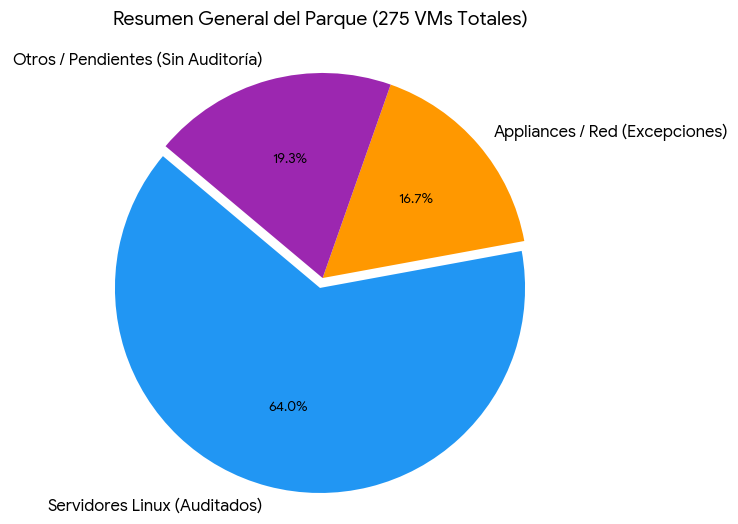 Resumen General del Parque (275 VMs Totales)
Otros / Pendientes (Sin Auditoría)
Appliances / Red (Excepciones)
19.3%
16.7%
64.0%
Servidores Linux (Auditados)